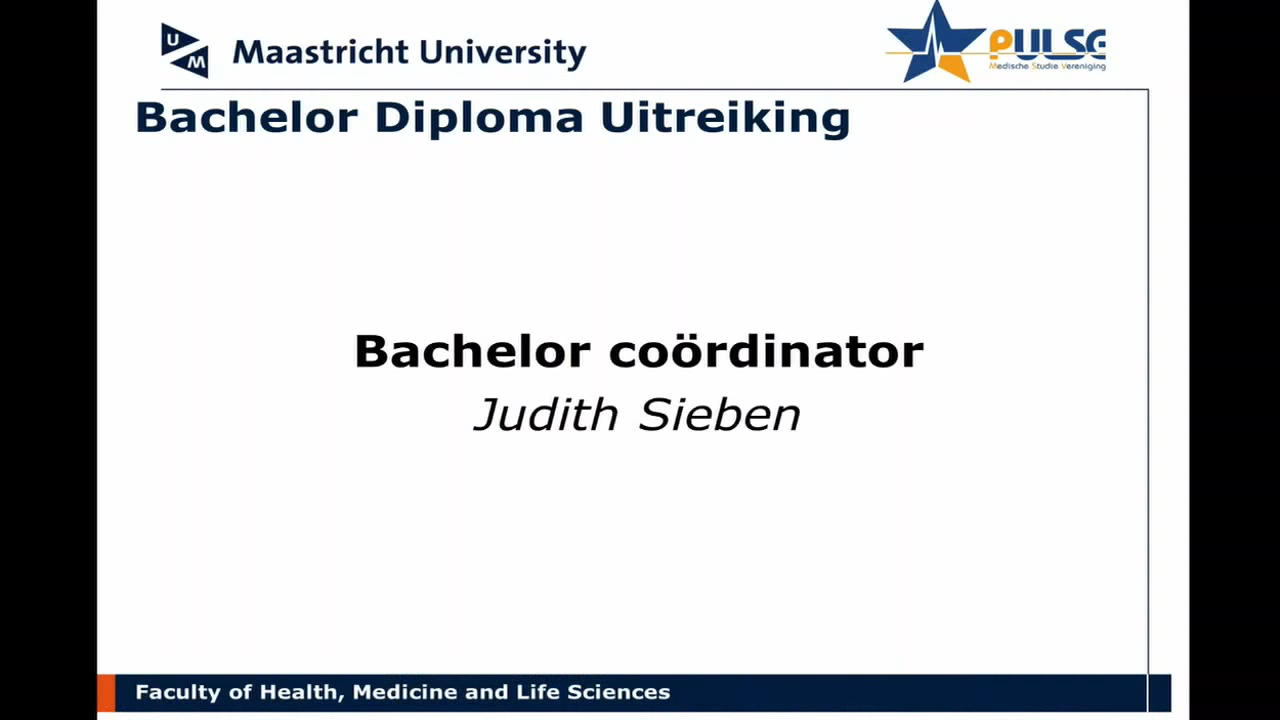 UM Maastricht University
PULSE
Medische Studie Vereniging
Bachelor Diploma Uitreiking
Bachelor coördinator
Judith Sieben
Faculty of Health, Medicine and Life Sciences